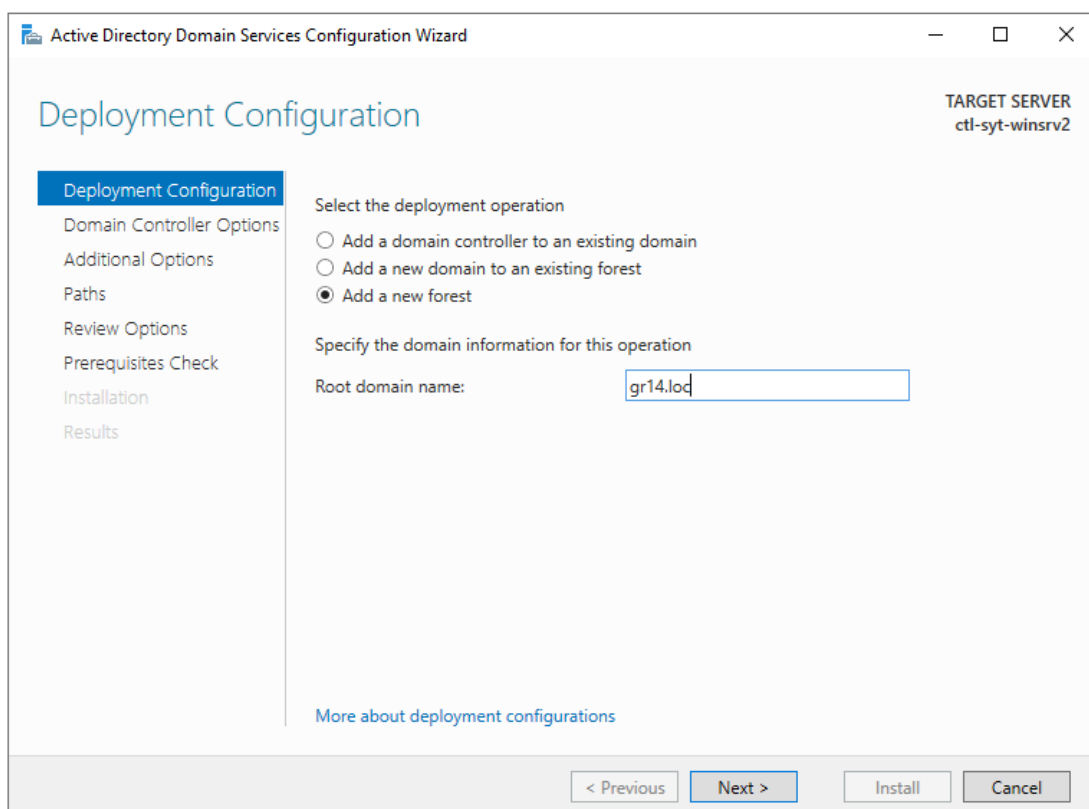 Active Directory Domain Services Configuration Wizard
Deployment Configuration
TARGET SERVER
ctl-syt-winsrv2
Deployment Configuration
Domain Controller Options
Additional Options
Paths
Review Options
Prerequisites Check
Installation
Results
Select the deployment operation
Add a domain controller to an existing domain
Add a new domain to an existing forest
Add a new forest
Specify the domain information for this operation
Root domain name: gr14.loc
More about deployment configurations
< Previous Next > Install Cancel